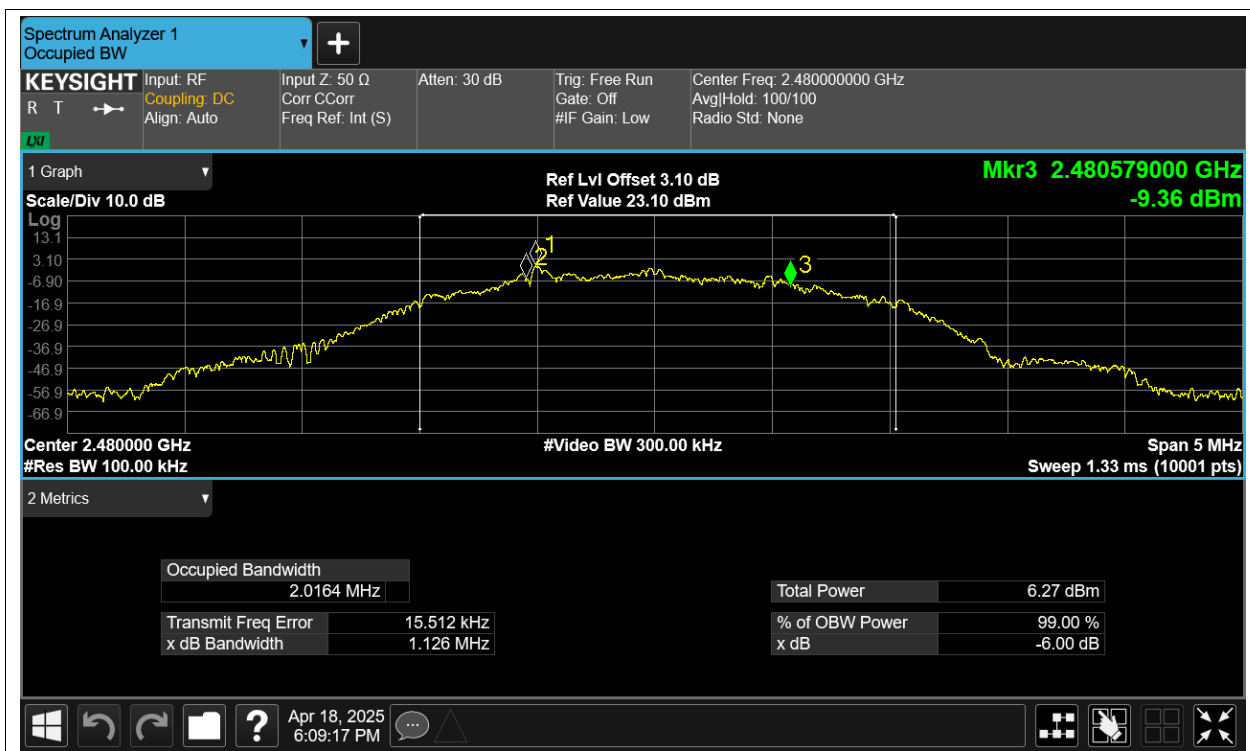 Spectrum Analyzer 1
Occupied BW
+
KEYSIGHT
R T
LXI
Input: RF
Coupling: DC
Align: Auto
Input Z: 50 Ω
Corr CCorr
Freq Ref: Int (S)
Atten: 30 dB
Trig: Free Run
Gate: Off
#IF Gain: Low
Center Freq: 2.480000000 GHz
Avg|Hold: 100/100
Radio Std: None
1 Graph
Scale/Div 10.0 dB
Ref Lvl Offset 3.10 dB
Ref Value 23.10 dBm
Mkr3 2.480579000 GHz
-9.36 dBm
Log
13.1
3.10
-6.90
-16.9
-26.9
-36.9
-46.9
-56.9
-66.9
1
2
3
Center 2.480000 GHz
#Res BW 100.00 kHz
#Video BW 300.00 kHz
Span 5 MHz
Sweep 1.33 ms (10001 pts)
2 Metrics
Occupied Bandwidth
2.0164 MHz
Transmit Freq Error 15.512 kHz
x dB Bandwidth 1.126 MHz
Total Power 6.27 dBm
% of OBW Power 99.00 %
x dB -6.00 dB
?
Apr 18, 2025
6:09:17 PM